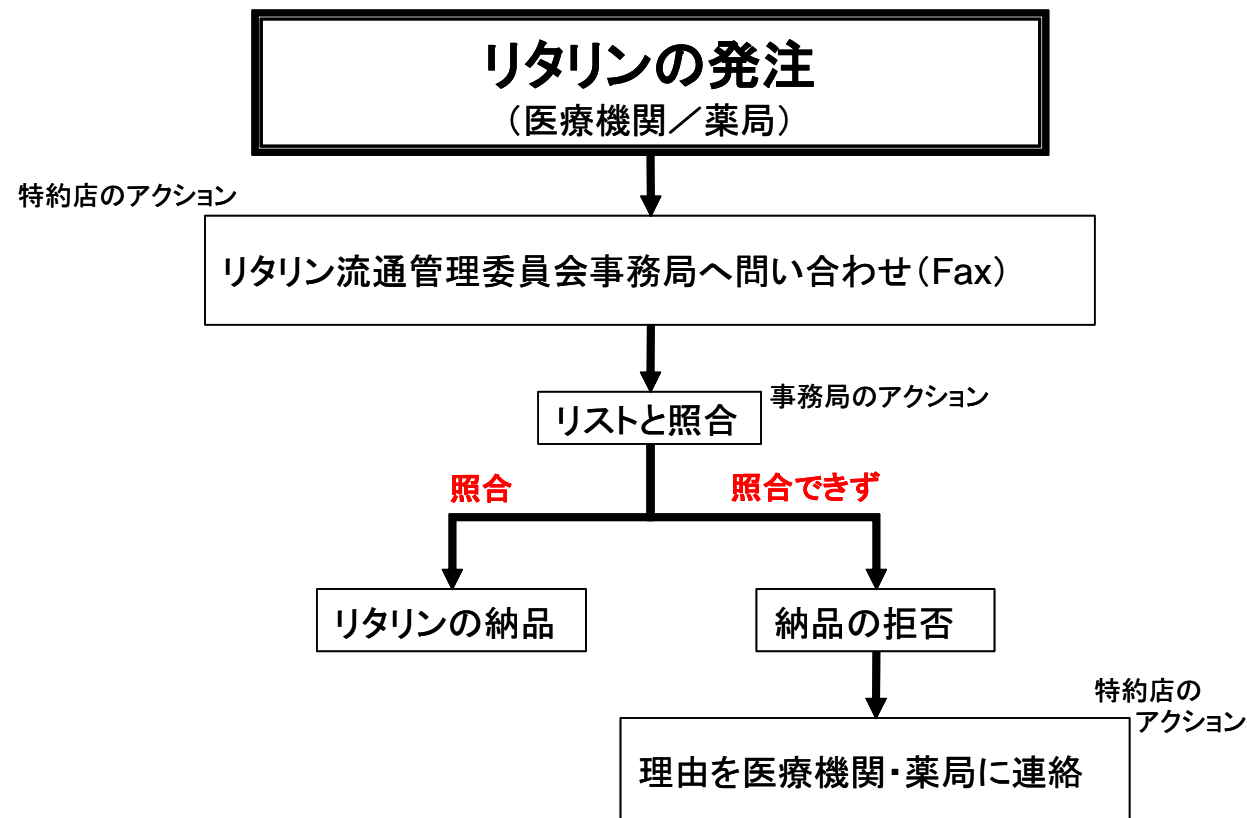 リタリンの発注
（医療機関／薬局）
特約店のアクション
リタリン流通管理委員会事務局へ問い合わせ（Fax）
事務局のアクション
リストと照合
照合
照合できず
リタリンの納品
納品の拒否
特約店の
アクション
理由を医療機関・薬局に連絡